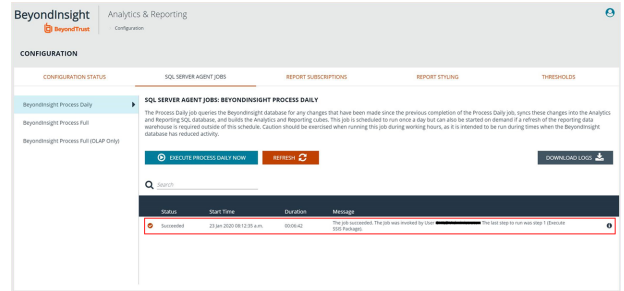 BeyondInsight
BeyondTrust
Analytics & Reporting
Configuration
CONFIGURATION
CONFIGURATION STATUS
SQL SERVER AGENT JOBS
REPORT SUBSCRIPTIONS
REPORT STYLING
THRESHOLDS
BeyondInsight Process Daily
BeyondInsight Process Full
BeyondInsight Process Full (OLAP Only)
SQL SERVER AGENT JOBS: BEYONDINSIGHT PROCESS DAILY
The Process Daily job queries the BeyondInsight database for any changes that have been made since the previous completion of the Process Daily job, syncs these changes into the Analytics
and Reporting SQL database, and builds the Analytics and Reporting cubes. This job is scheduled to run once a day but can also be started on demand if a refresh of the reporting data
warehouse is required outside of this schedule. Caution should be exercised when running this job during working hours, as it is intended to be run during times when the BeyondInsight
database has reduced activity.
EXECUTE PROCESS DAILY NOW
REFRESH
DOWNLOAD LOGS
Search
Status Start Time Duration Message
Succeeded 23 Jan 2020 08:12:35 a.m. 00:06:42 The job succeeded. The Job was invoked by User The last step to run was step 1 (Execute
SSIS Package).